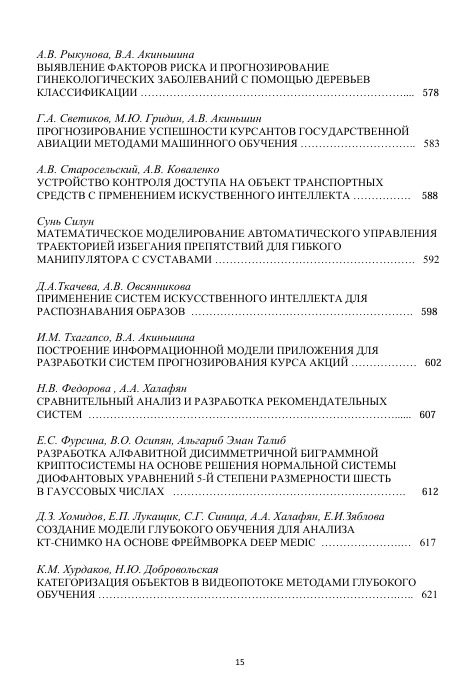 А.В. Рыкунова, В.А. Акиньшина
ВЫЯВЛЕНИЕ ФАКТОРОВ РИСКА И ПРОГНОЗИРОВАНИЕ
ГИНЕКОЛОГИЧЕСКИХ ЗАБОЛЕВАНИЙ С ПОМОЩЬЮ ДЕРЕВЬЕВ
КЛАССИФИКАЦИИ ………………………………………………………….... 578
Г.А. Светиков, М.Ю. Гридин, А.В. Акиньшин
ПРОГНОЗИРОВАНИЕ УСПЕШНОСТИ КУРСАНТОВ ГОСУДАРСТВЕННОЙ
АВИАЦИИ МЕТОДАМИ МАШИННОГО ОБУЧЕНИЯ ……………………………….. 583
А.В. Старосельский, А.В. Коваленко
УСТРОЙСТВО КОНТРОЛЯ ДОСТУПА НА ОБЪЕКТ ТРАНСПОРТНЫХ
СРЕДСТВ С ПРМЕНЕНИЕМ ИСКУСТВЕННОГО ИНТЕЛЛЕКТА …………… 588
Сунь Силун
МАТЕМАТИЧЕСКОЕ МОДЕЛИРОВАНИЕ АВТОМАТИЧЕСКОГО УПРАВЛЕНИЯ
ТРАЕКТОРИЕЙ ИЗБЕГАНИЯ ПРЕПЯТСТВИЙ ДЛЯ ГИБКОГО
МАНИПУЛЯТОРА С СУСТАВАМИ …………………………………………………. 592
Д.А.Ткачева, А.В. Овсянникова
ПРИМЕНЕНИЕ СИСТЕМ ИСКУССТВЕННОГО ИНТЕЛЛЕКТА ДЛЯ
РАСПОЗНАВАНИЯ ОБРАЗОВ ……………………………………………………… 598
И.М. Тхагапсо, В.А. Акиньшина
ПОСТРОЕНИЕ ИНФОРМАЦИОННОЙ МОДЕЛИ ПРИЛОЖЕНИЯ ДЛЯ
РАЗРАБОТКИ СИСТЕМ ПРОГНОЗИРОВАНИЯ КУРСА АКЦИЙ ……………… 602
Н.В. Федорова , А.А. Халафян
СРАВНИТЕЛЬНЫЙ АНАЛИЗ И РАЗРАБОТКА РЕКОМЕНДАТЕЛЬНЫХ
СИСТЕМ ……………………………………………………………………………...... 607
Е.С. Фурсина, В.О. Осипян, Альгариб Эман Талиб
РАЗРАБОТКА АЛФАВИТНОЙ ДИСИММЕТРИЧНОЙ БИГРАММНОЙ
КРИПТОСИСТЕМЫ НА ОСНОВЕ РЕШЕНИЯ НОРМАЛЬНОЙ СИСТЕМЫ
ДИОФАНТОВЫХ УРАВНЕНИЙ 5-Й СТЕПЕНИ РАЗМЕРНОСТИ ШЕСТЬ
В ГАУССОВЫХ ЧИСЛАХ …………………………………………………………. 612
Д.З. Хомидов, Е.П. Лукащик, С.Г. Синица, А.А. Халафян, Е.И.Зяблова
СОЗДАНИЕ МОДЕЛИ ГЛУБОКОГО ОБУЧЕНИЯ ДЛЯ АНАЛИЗА
КТ-СНИМКО НА ОСНОВЕ ФРЕЙМВОРКА DEEP MEDIC ………………….… 617
К.М. Хурдаков, Н.Ю. Добровольская
КАТЕГОРИЗАЦИЯ ОБЪЕКТОВ В ВИДЕОПОТОКЕ МЕТОДАМИ ГЛУБОКОГО
ОБУЧЕНИЯ ……………………………………………………………………….….. 621
15